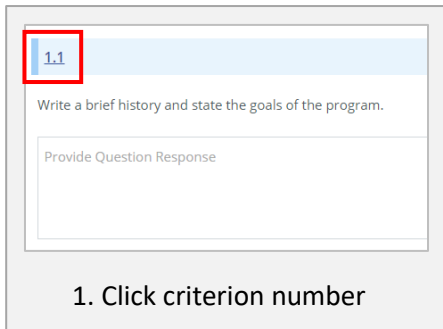 1.1
Write a brief history and state the goals of the program.
Provide Question Response
1. Click criterion number